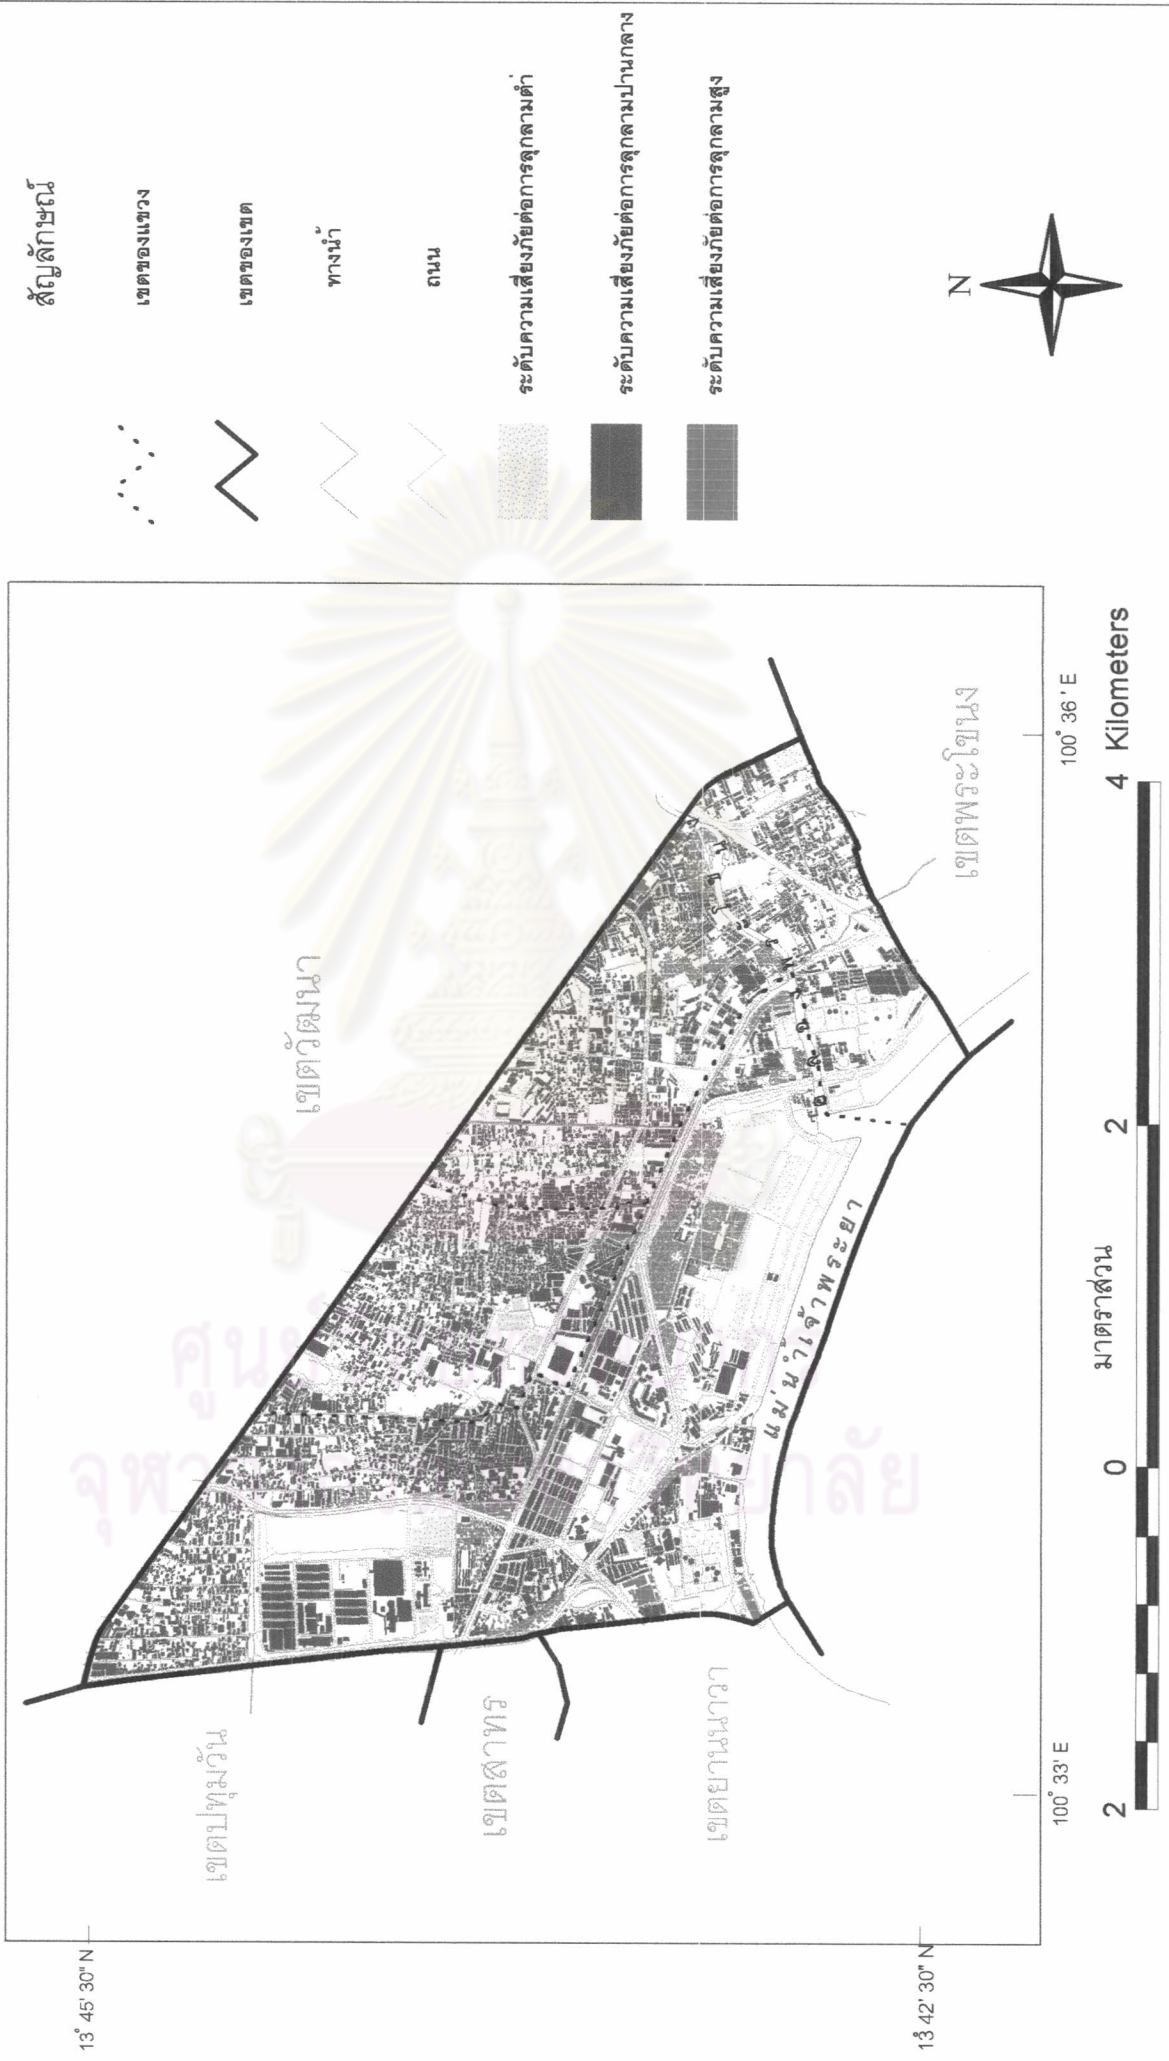 สัญลักษณ์
เขตของแขวง
เขตของเขต
ทางน้ำ
ถนน
ระดับความเสี่ยงภัยต่อการลุกลามต่ำ
ระดับความเสี่ยงภัยต่อการลุกลามปานกลาง
ระดับความเสี่ยงภัยต่อการลุกลามสูง
N
13° 45' 30" N
13° 42' 30" N
เขตปทุมวัน
เขตวัฒนา
เขตสาทร
เขตยานนาวา
เขตพระโขนง
แม่น้ำเจ้าพระยา
100° 33' E
100° 36' E
2 0 2 4 Kilometers
มาตราส่วน